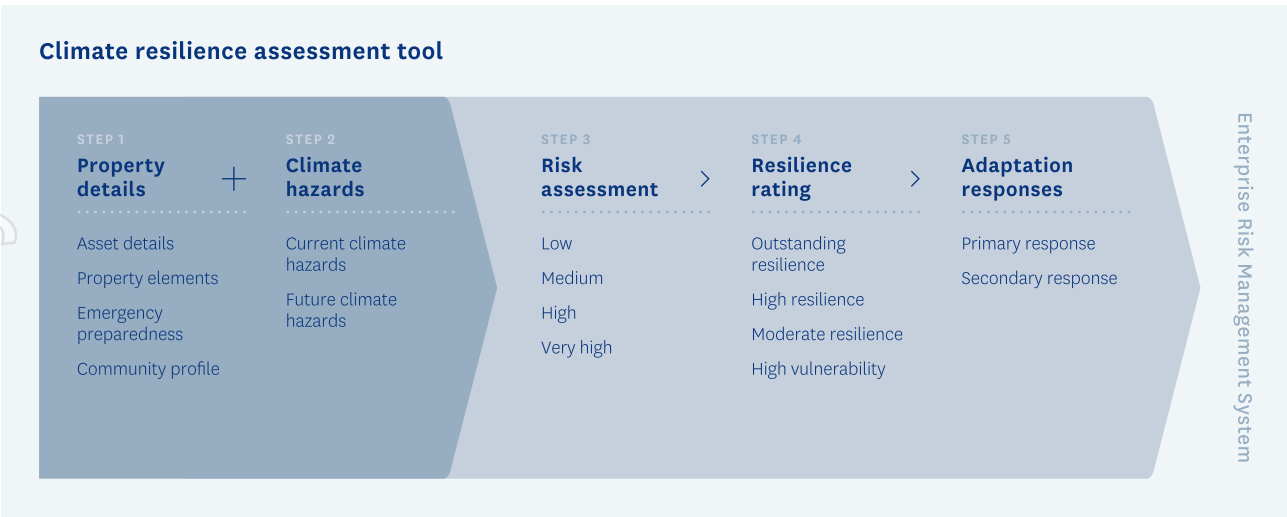 Climate resilience assessment tool
STEP 1
Property
details
Asset details
Property elements
Emergency
preparedness
Community profile
STEP 2
Climate
hazards
Current climate
hazards
Future climate
hazards
STEP 3
Risk
assessment
Low
Medium
High
Very high
STEP 4
Resilience
rating
Outstanding
resilience
High resilience
Moderate resilience
High vulnerability
STEP 5
Adaptation
responses
Primary response
Secondary response
Enterprise Risk Management System